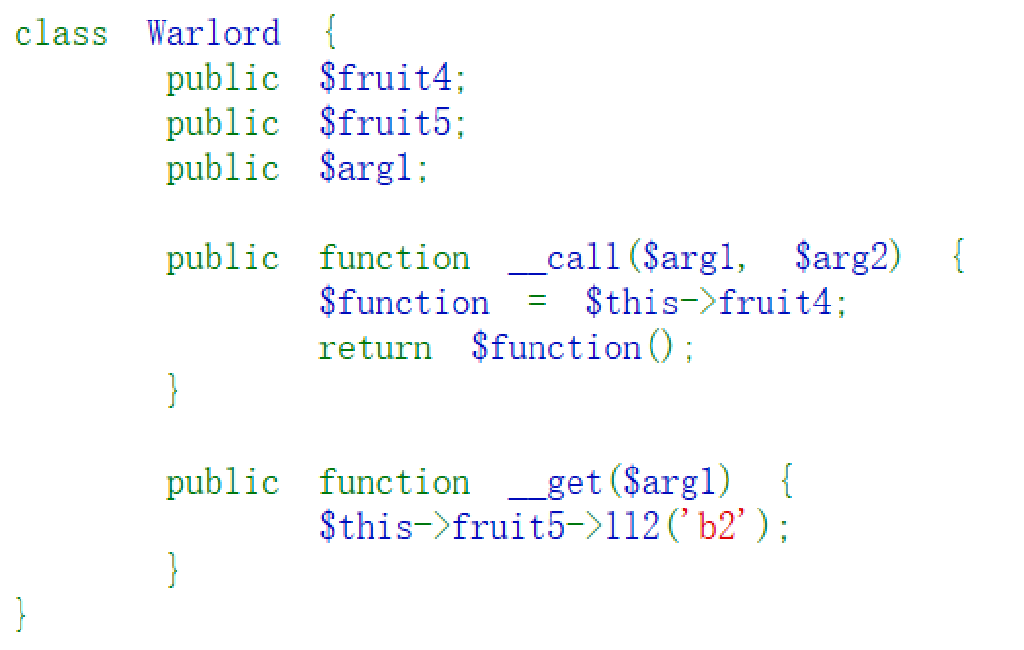 class Warlord {
public $fruit4;
public $fruit5;
public $arg1;
public function __call($arg1, $arg2) {
$function = $this->fruit4;
return $function();
}
public function __get($arg1) {
$this->fruit5->ll2('b2');
}
}